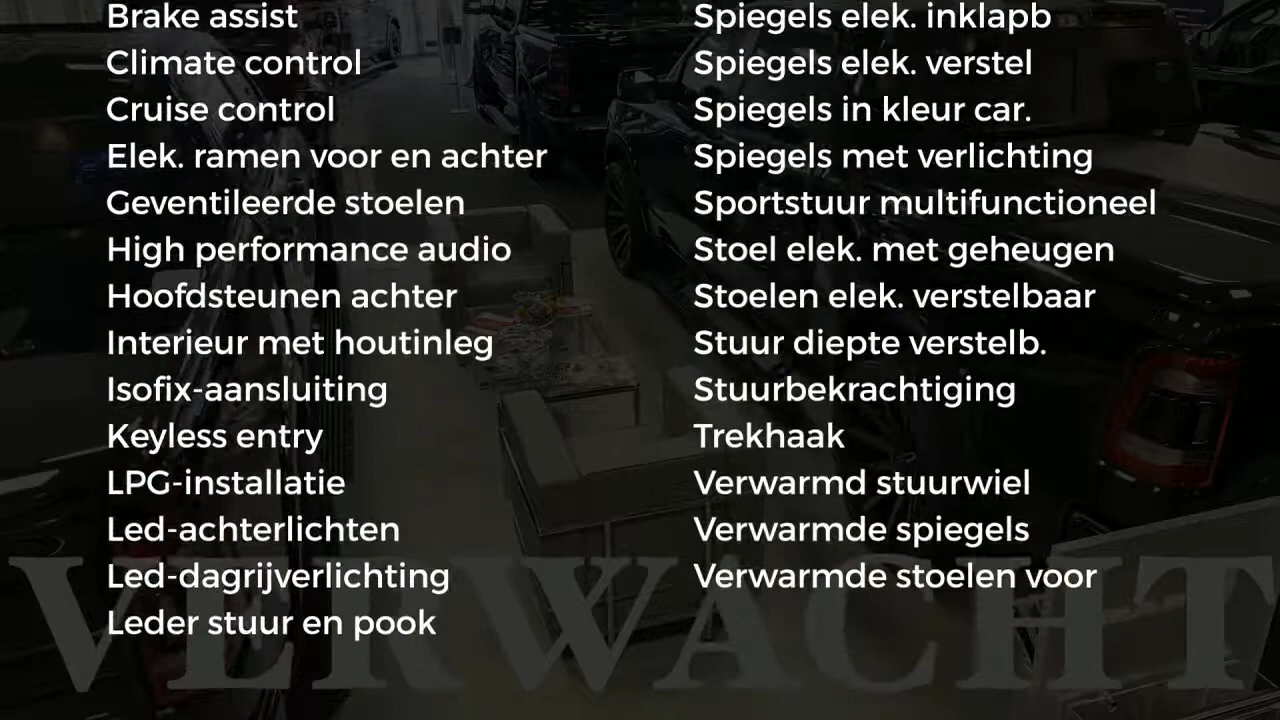 Brake assist
Climate control
Cruise control
Elek. ramen voor en achter
Geventileerde stoelen
High performance audio
Hoofdsteunen achter
Interieur met houtinleg
Isofix-aansluiting
Keyless entry
LPG-installatie
Led-achterlichten
Led-dagrijverlichting
Leder stuur en pook
Spiegels elek. inklapb
Spiegels elek. verstel
Spiegels in kleur car.
Spiegels met verlichting
Sportstuur multifunctioneel
Stoel elek. met geheugen
Stoelen elek. verstelbaar
Stuur diepte verstelb.
Stuurbekrachtiging
Trekhaak
Verwarmd stuurwiel
Verwarmde spiegels
Verwarmde stoelen voor
VERWACHT